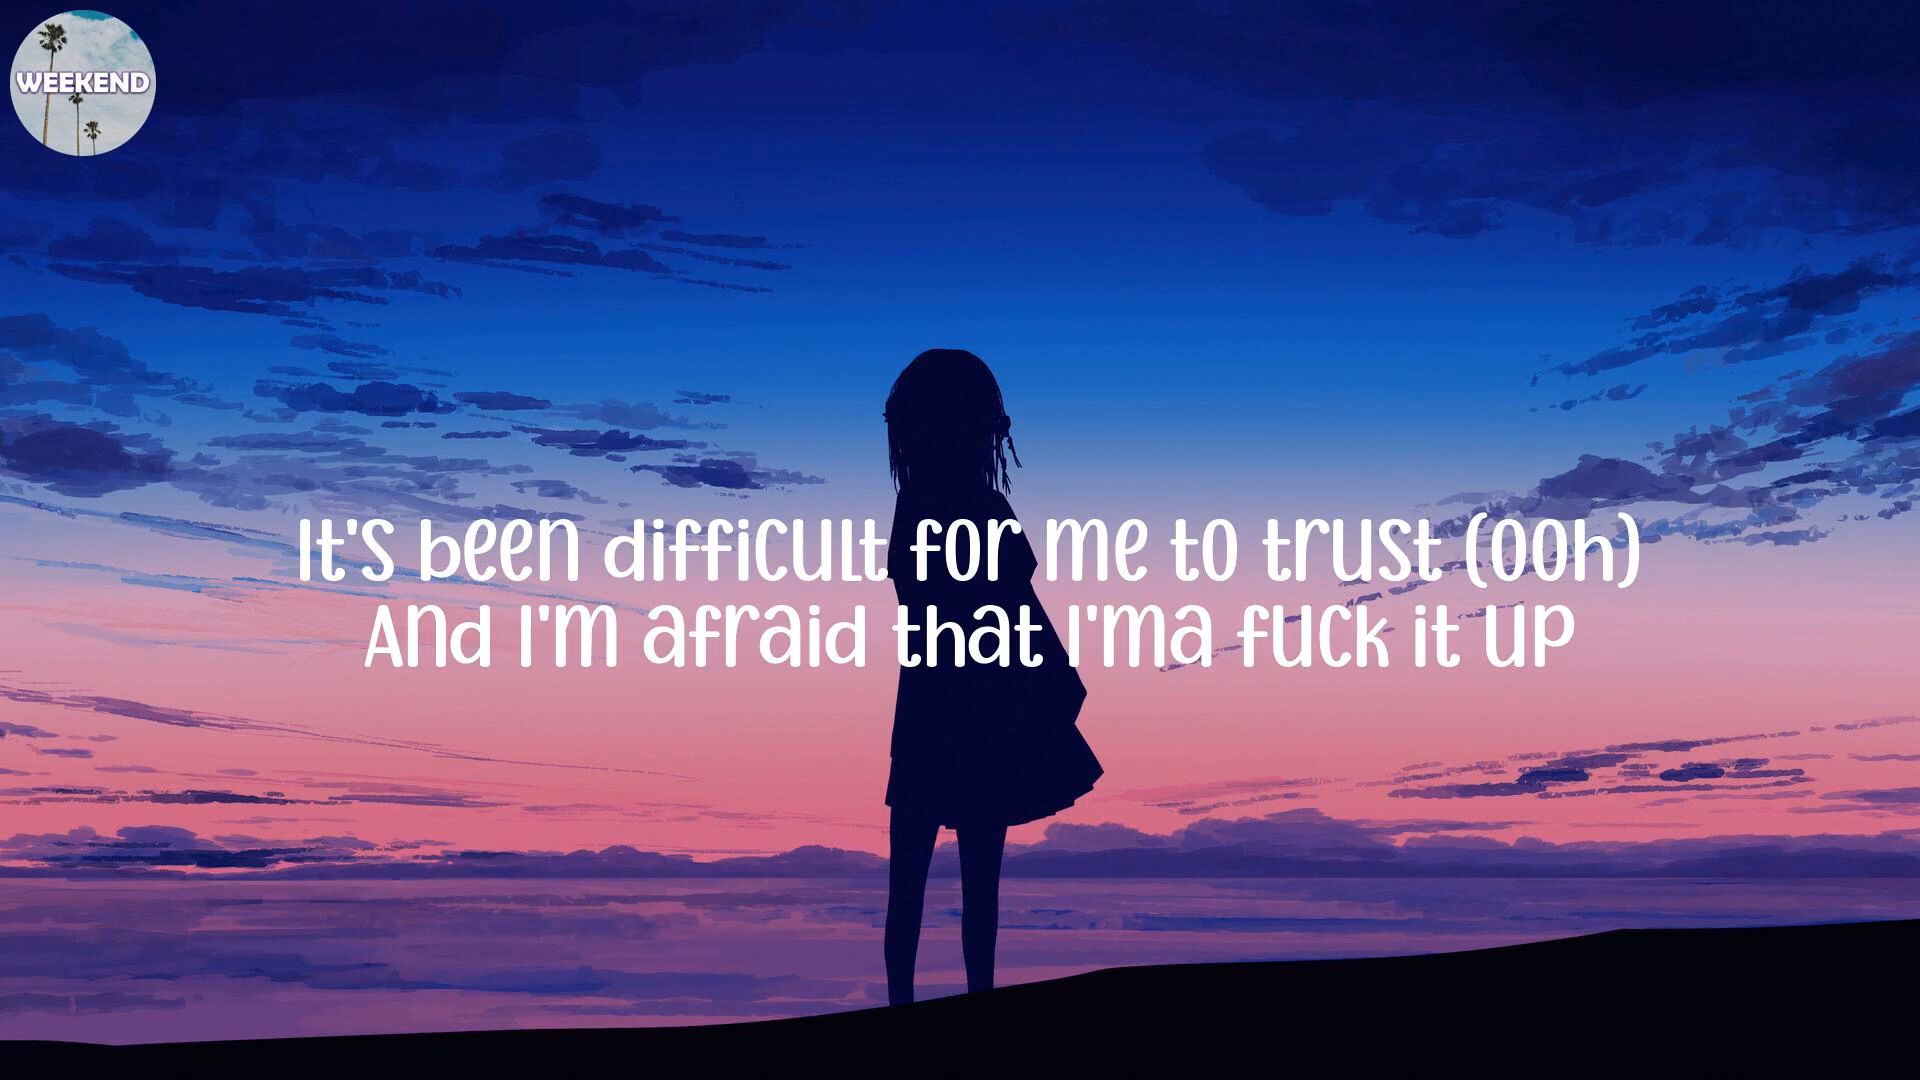 WEEKEND
It's been difficult for me to trust (ooh)
And I'm afraid that I'ma fuck it up